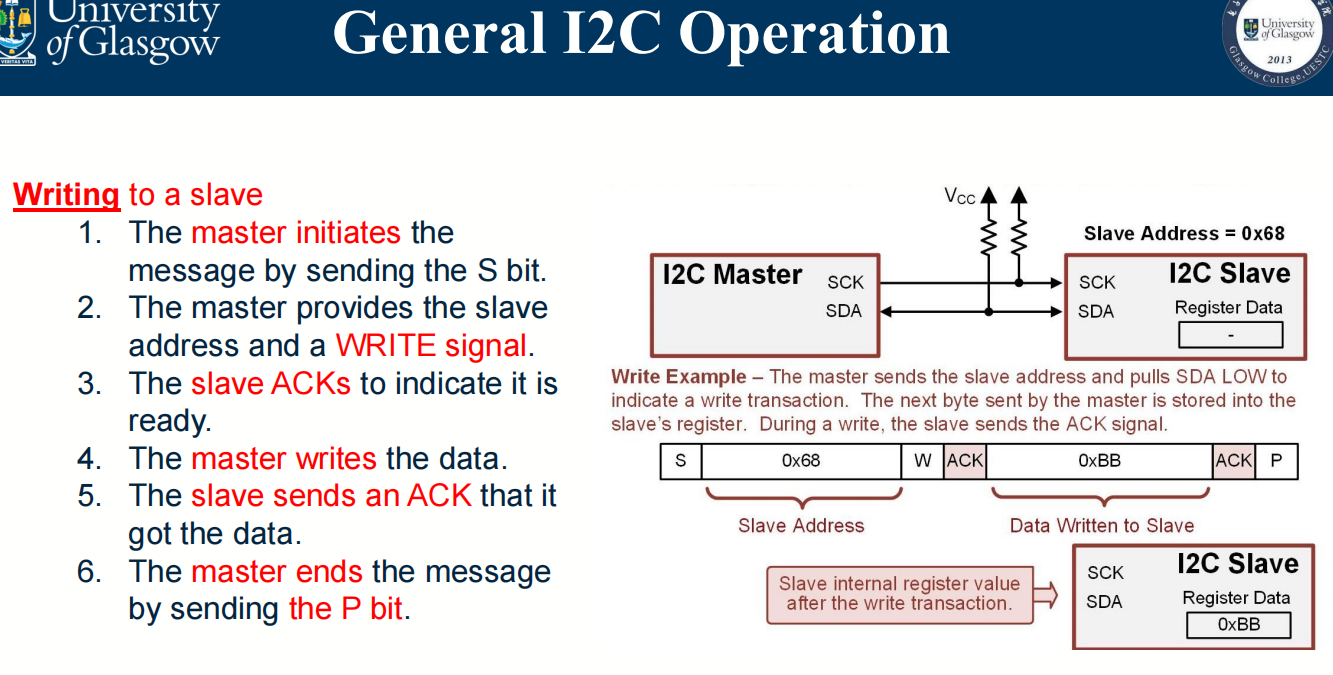 University
of Glasgow
VERITAS VITA
General I2C Operation
University
of Glasgow
2013
Glasgow College, UESTC
Writing to a slave
1. The master initiates the
message by sending the S bit.
2. The master provides the slave
address and a WRITE signal.
3. The slave ACKs to indicate it is
ready.
4. The master writes the data.
5. The slave sends an ACK that it
got the data.
6. The master ends the message
by sending the P bit.
VCC
Slave Address = 0x68
I2C Master
SCK
SDA
SCK
SDA
I2C Slave
Register Data
-
Write Example – The master sends the slave address and pulls SDA LOW to
indicate a write transaction. The next byte sent by the master is stored into the
slave's register. During a write, the slave sends the ACK signal.
S 0x68 W ACK 0xBB ACK P
Slave Address
Data Written to Slave
Slave internal register value
after the write transaction.
SCK
SDA
I2C Slave
Register Data
0xBB